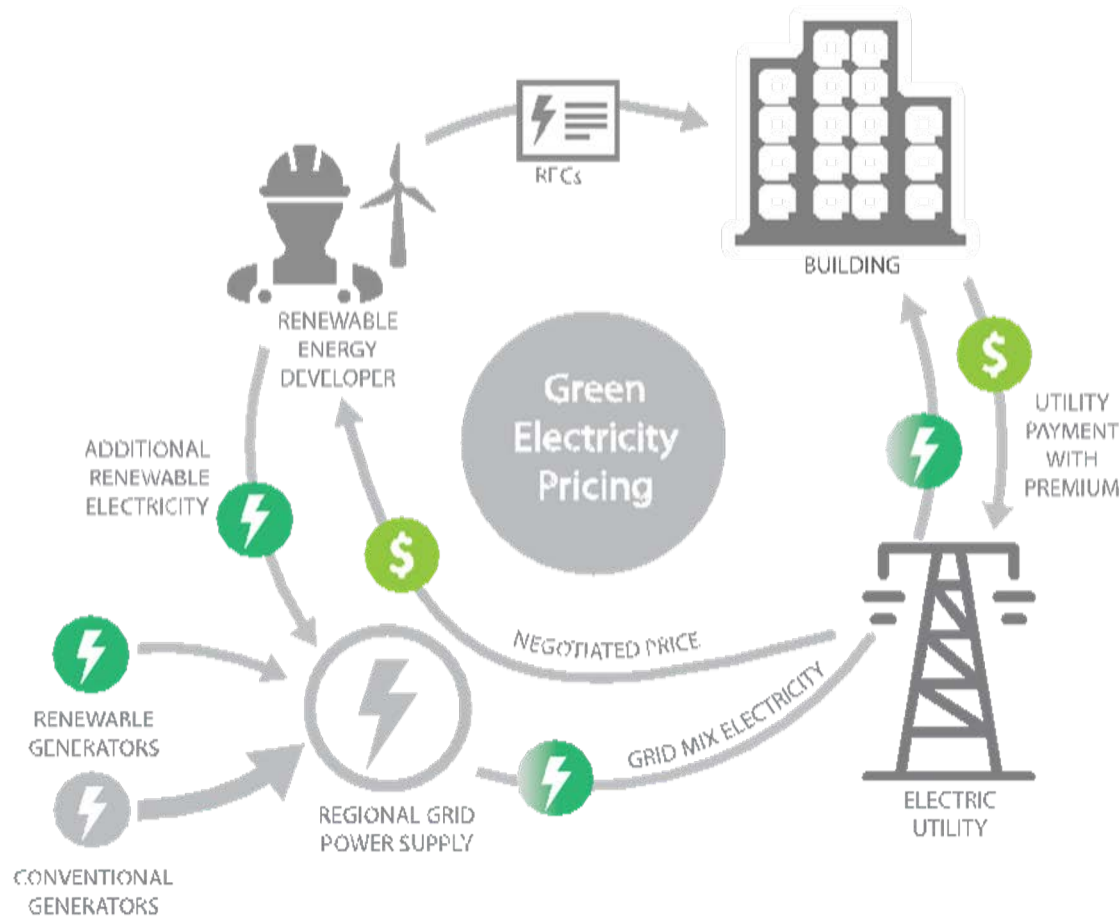 RECs
BUILDING
RENEWABLE
ENERGY
DEVELOPER
Green
Electricity
Pricing
UTILITY
PAYMENT
WITH
PREMIUM
ADDITIONAL
RENEWABLE
ELECTRICITY
$
$
NEGOTIATED PRICE
GRID MIX ELECTRICITY
RENEWABLE
GENERATORS
REGIONAL GRID
POWER SUPPLY
ELECTRIC
UTILITY
CONVENTIONAL
GENERATORS